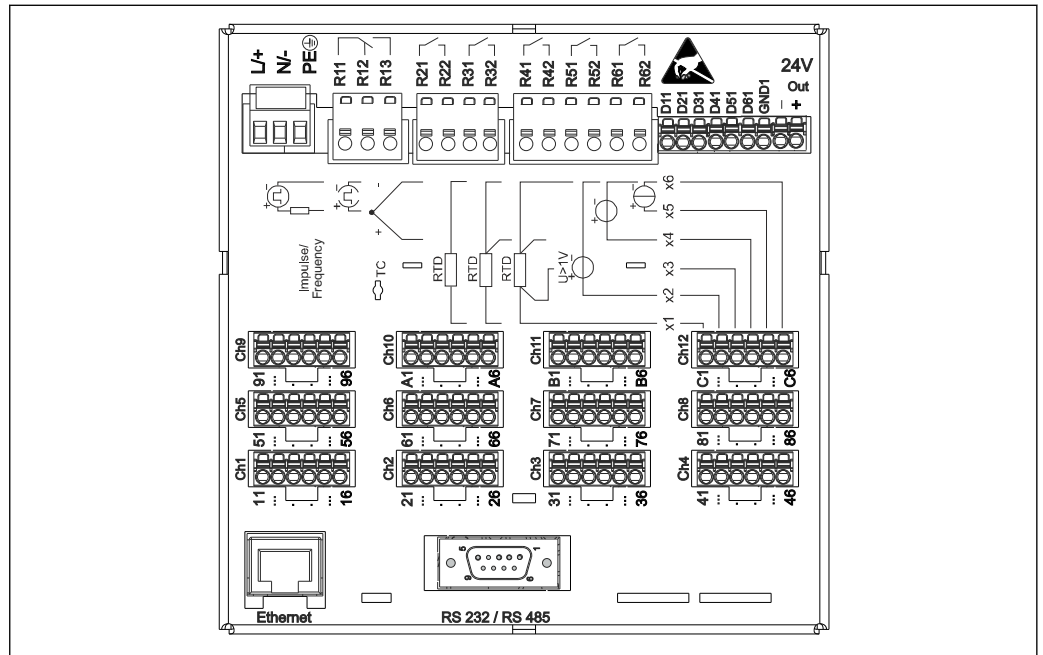 L/+ N/- PE R11 R12 R13 R21 R22 R31 R32 R41 R42 R51 R52 R61 R62 D11 D21 D31 D41 D51 D61 GND1 - +
24V
Out
+ - + - - +
Impulse/
Frequency
TC
RTD RTD RTD
U>1V
+ - + - + -
x6
x5
x4
x3
x2
x1
Ch9 91 ... . . ... 96
Ch10 A1 ... . . ... A6
Ch11 B1 ... . . ... B6
Ch12 C1 ... . . ... C6
Ch5 51 ... . . ... 56
Ch6 61 ... . . ... 66
Ch7 71 ... . . ... 76
Ch8 81 ... . . ... 86
Ch1 11 ... . . ... 16
Ch2 21 ... . . ... 26
Ch3 31 ... . . ... 36
Ch4 41 ... . . ... 46
5 1
9 6
Ethernet
RS 232 / RS 485